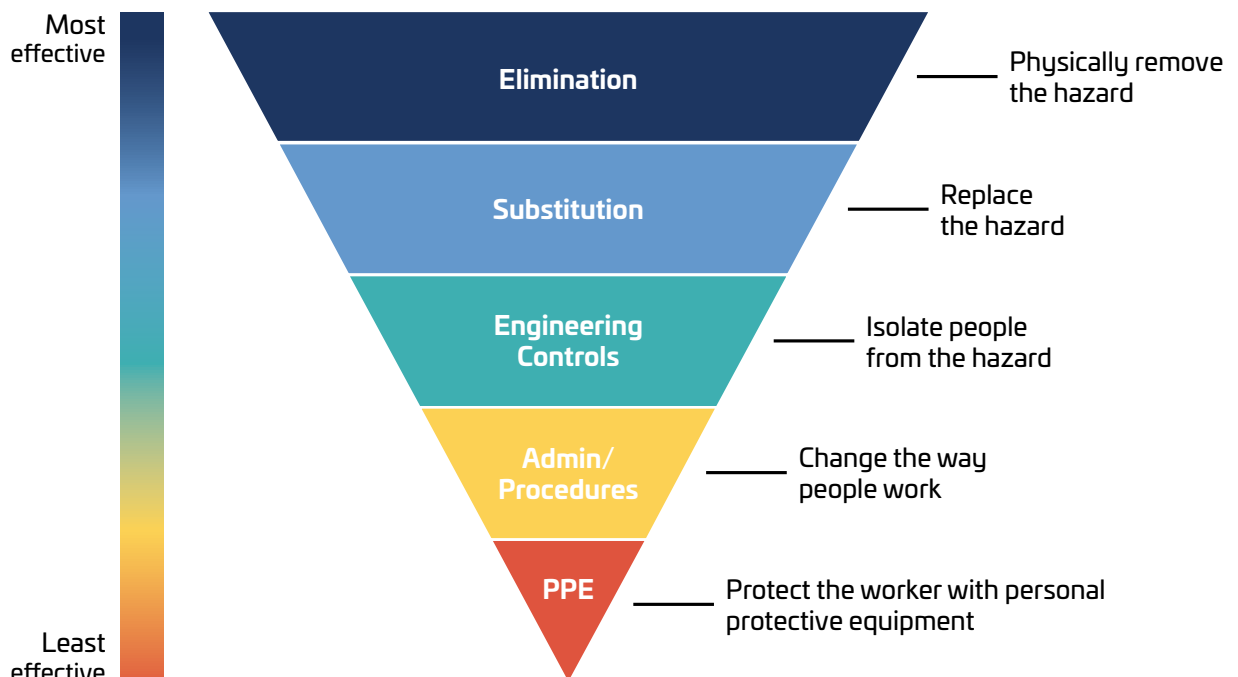 Most
effective
Elimination
Physically remove
the hazard
Substitution
Replace
the hazard
Engineering
Controls
Isolate people
from the hazard
Admin/
Procedures
Change the way
people work
PPE
Protect the worker with personal
protective equipment
Least
effective